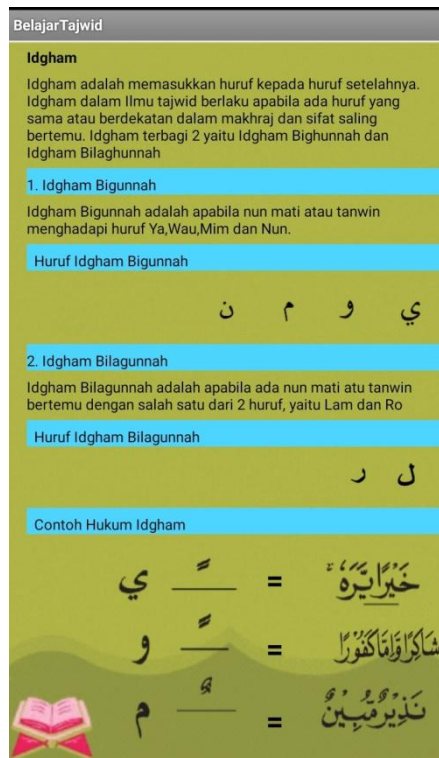 BelajarTajwid
Idgham
Idgham adalah memasukkan huruf kepada huruf setelahnya.
Idgham dalam Ilmu tajwid berlaku apabila ada huruf yang
sama atau berdekatan dalam makhraj dan sifat saling
bertemu. Idgham terbagi 2 yaitu Idgham Bighunnah dan
Idgham Bilaghunnah
1. Idgham Bigunnah
Idgham Bigunnah adalah apabila nun mati atau tanwin
menghadapi huruf Ya,Wau,Mim dan Nun.
Huruf Idgham Bigunnah
ي و م ن
2. Idgham Bilagunnah
Idgham Bilagunnah adalah apabila ada nun mati atu tanwin
bertemu dengan salah satu dari 2 huruf, yaitu Lam dan Ro
Huruf Idgham Bilagunnah
ل ر
Contoh Hukum Idgham
خَيْرًا يَّرَهُۥ = ـًـ ي
شَاكِرًا وَّإِمَّا كَفُورًا = ـًـ و
نَذِيرٌ مُّبِينٌ = ـٌـ م